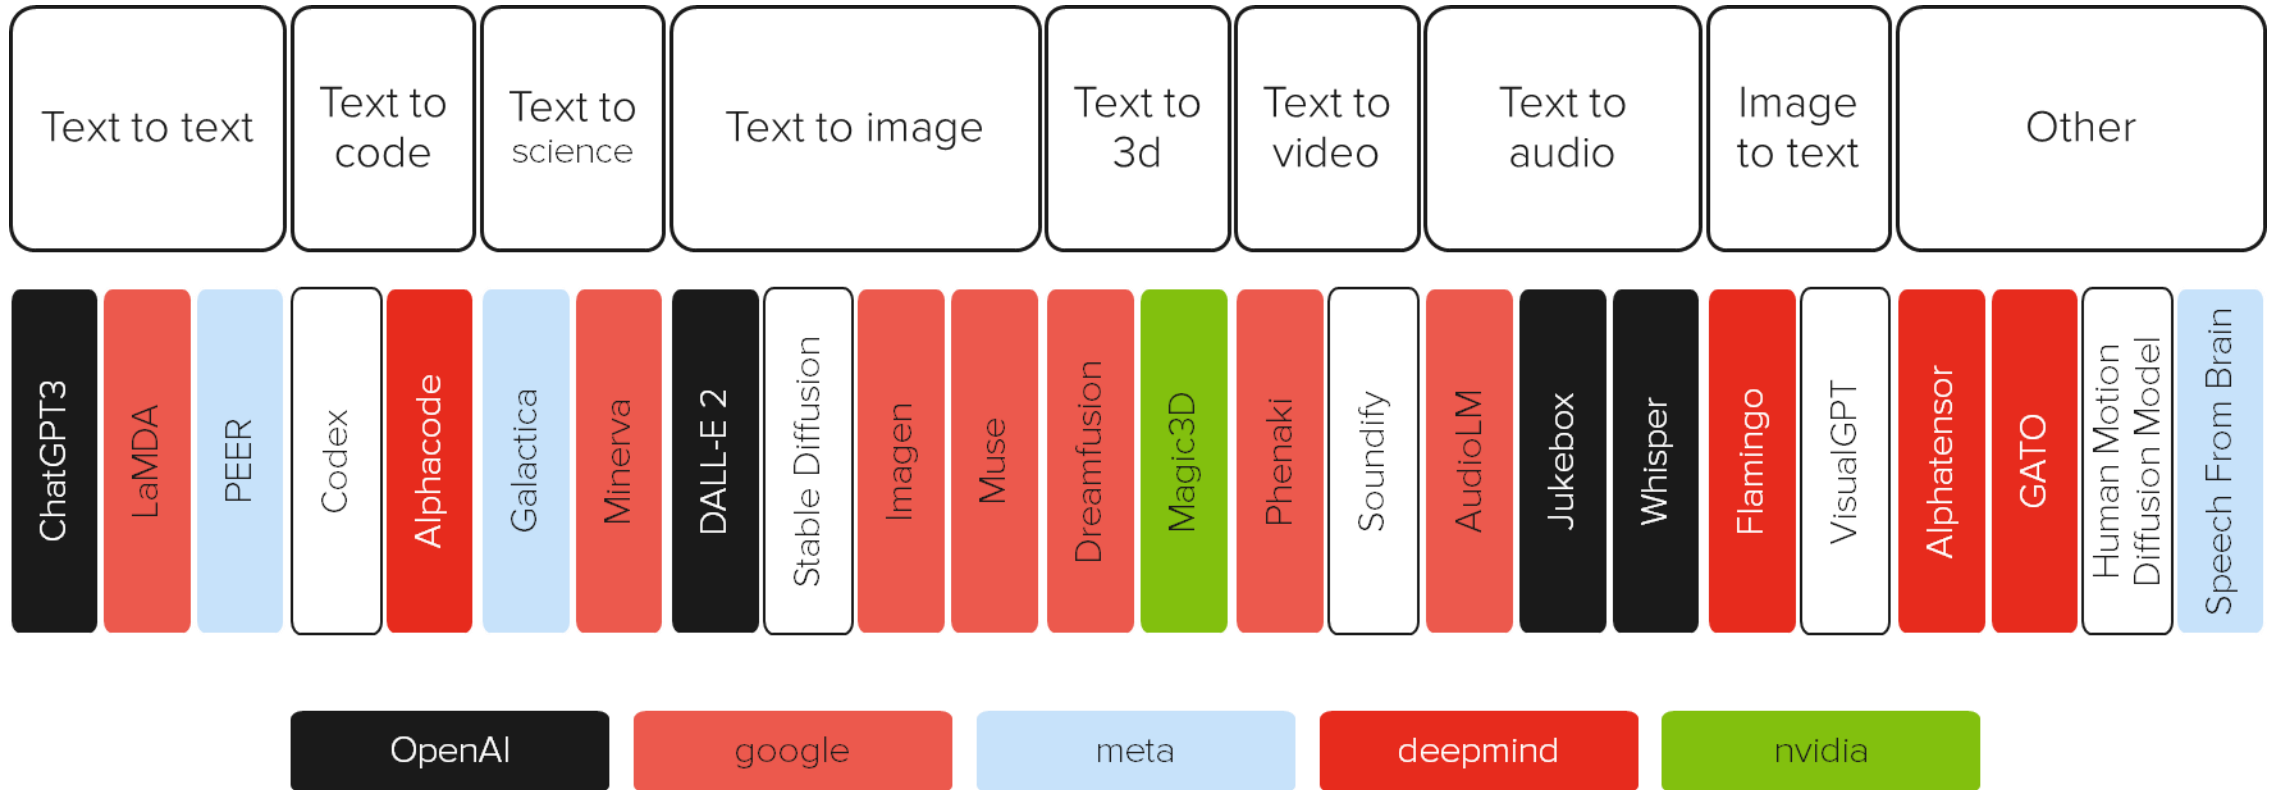 Text to text
Text to
code
Text to
science
Text to image
Text to
3d
Text to
video
Text to
audio
Image
to text
Other
ChatGPT3
LaMDA
PEER
Codex
Alphacode
Galactica
Minerva
DALL-E 2
Stable Diffusion
Imagen
Muse
Dreamfusion
Magic3D
Phenaki
Soundify
AudioLM
Jukebox
Whisper
Flamingo
VisualGPT
Alphatensor
GATO
Human Motion
Diffusion Model
Speech From Brain
OpenAI
google
meta
deepmind
nvidia